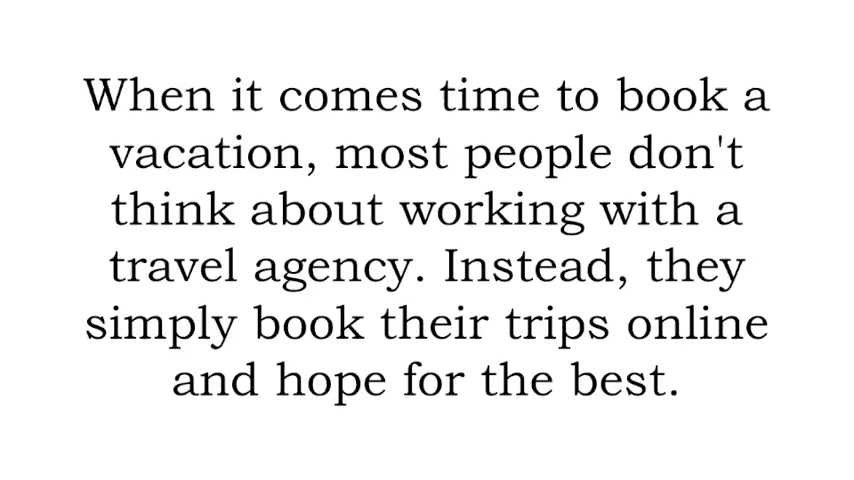 When it comes time to book a
vacation, most people don't
think about working with a
travel agency. Instead, they
simply book their trips online
and hope for the best.